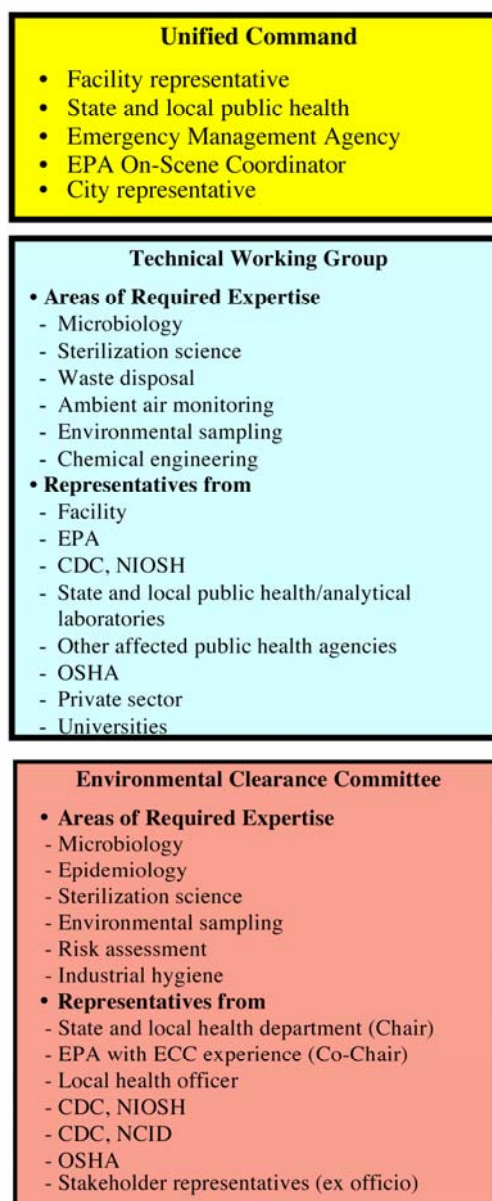 Unified Command
• Facility representative
• State and local public health
• Emergency Management Agency
• EPA On-Scene Coordinator
• City representative
Technical Working Group
• Areas of Required Expertise
- Microbiology
- Sterilization science
- Waste disposal
- Ambient air monitoring
- Environmental sampling
- Chemical engineering
• Representatives from
- Facility
- EPA
- CDC, NIOSH
- State and local public health/analytical
laboratories
- Other affected public health agencies
- OSHA
- Private sector
- Universities
Environmental Clearance Committee
• Areas of Required Expertise
- Microbiology
- Epidemiology
- Sterilization science
- Environmental sampling
- Risk assessment
- Industrial hygiene
• Representatives from
- State and local health department (Chair)
- EPA with ECC experience (Co-Chair)
- Local health officer
- CDC, NIOSH
- CDC, NCID
- OSHA
- Stakeholder representatives (ex officio)